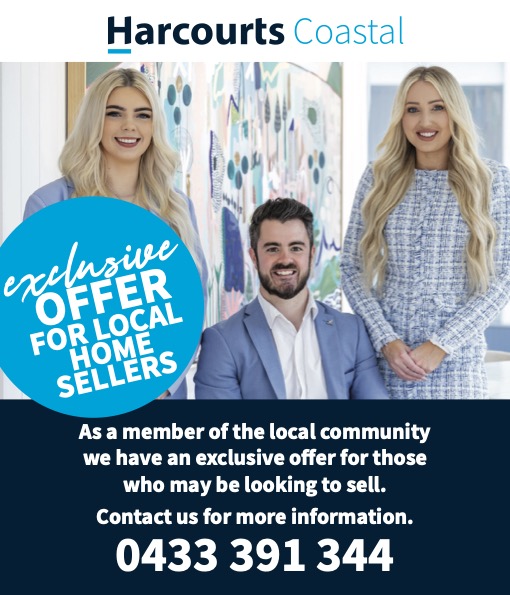 Harcourts Coastal
exclusive
OFFER
FOR LOCAL
HOME
SELLERS
As a member of the local community
we have an exclusive offer for those
who may be looking to sell.
Contact us for more information.
0433 391 344